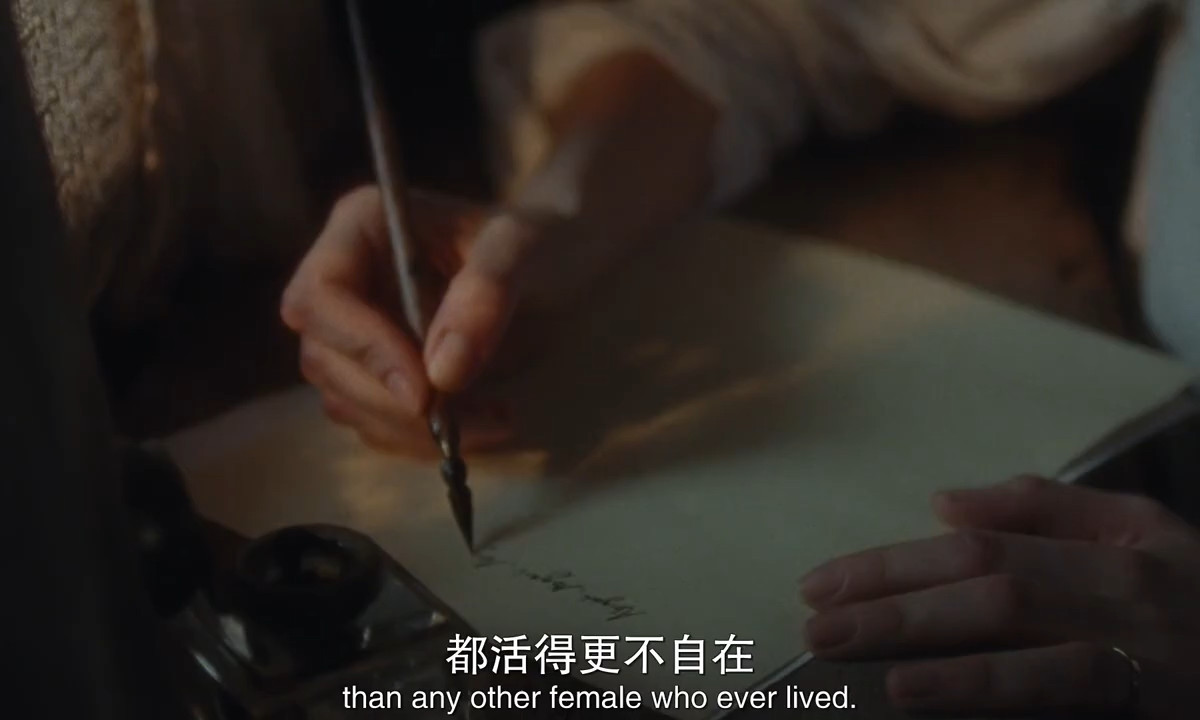 都活得更不自在
than any other female who ever lived.